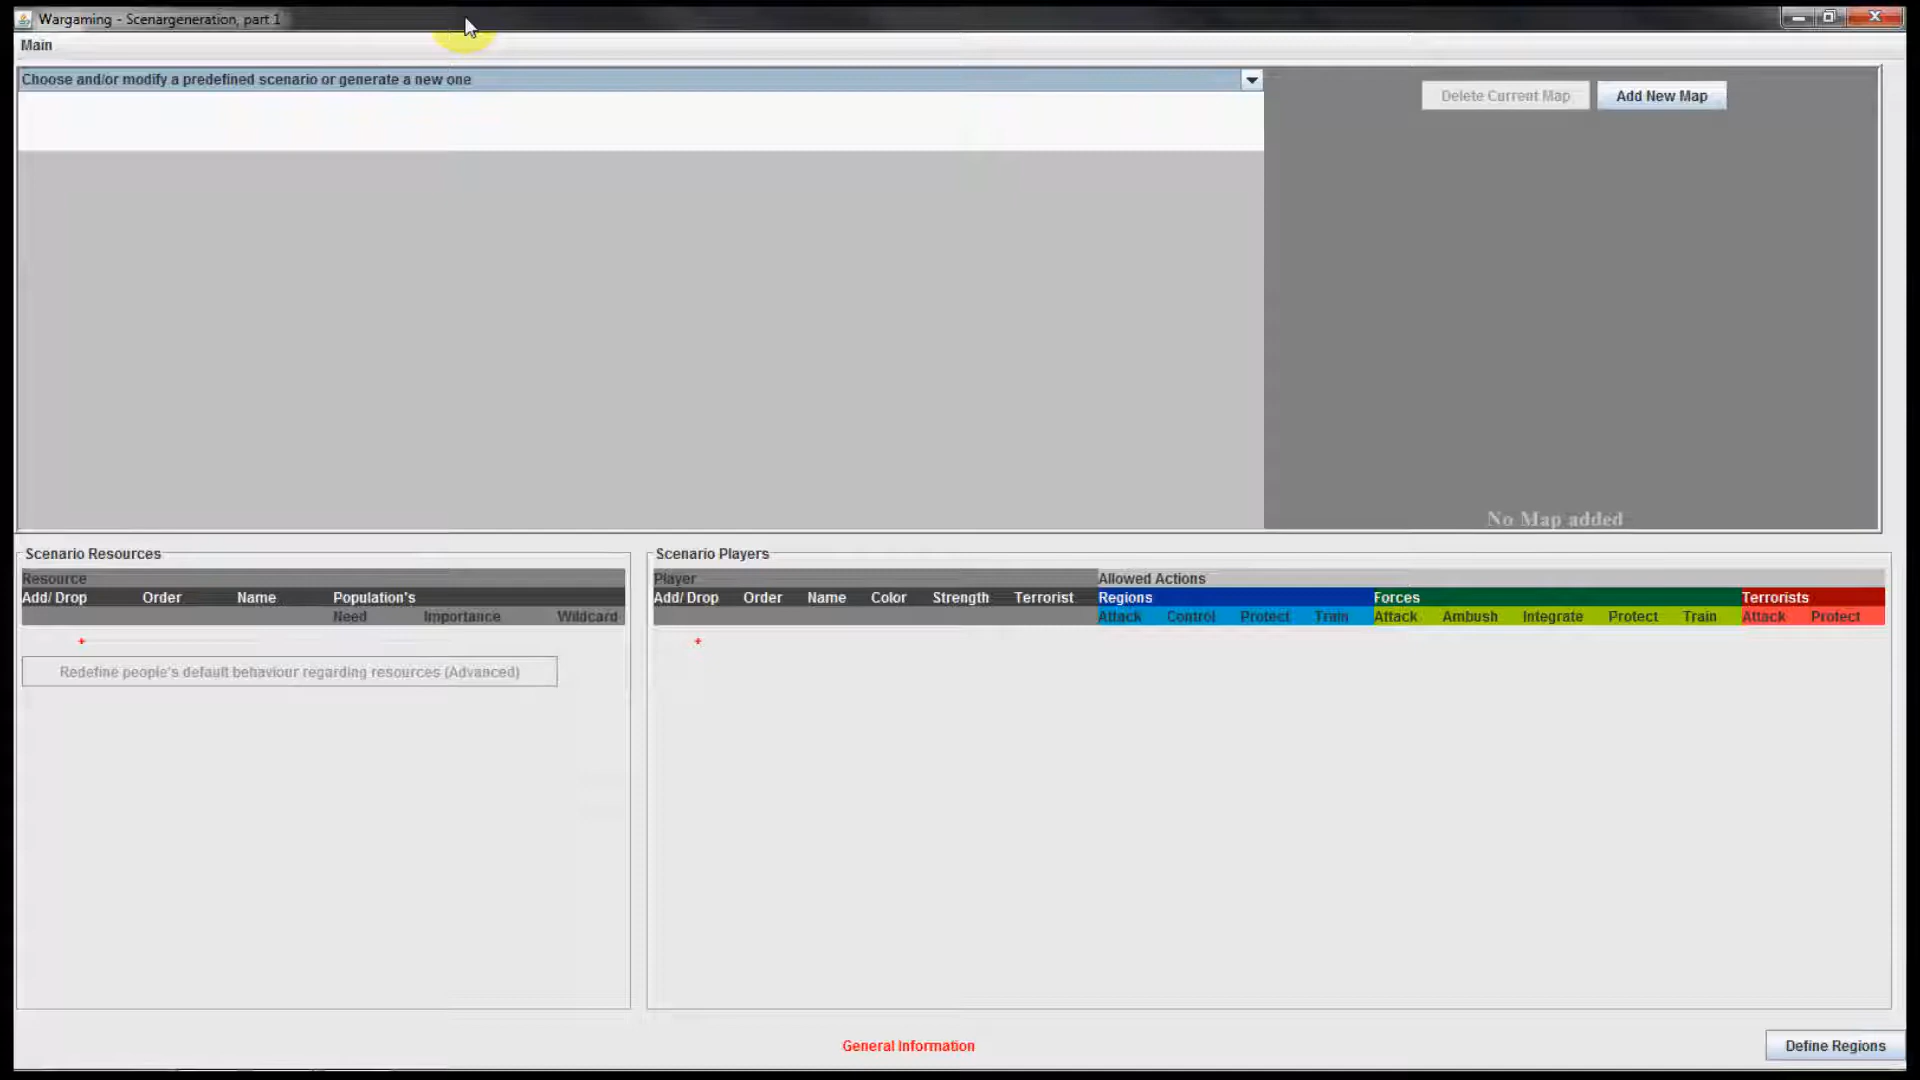 Wargaming - Scenargeneration, part 1
Main
Choose and/or modify a predefined scenario or generate a new one
Delete Current Map Add New Map
No Map added
Scenario Resources
Resource
Add/ Drop Order Name Population's
Need Importance Wildcard
+
Redefine people's default behaviour regarding resources (Advanced)
Scenario Players
Player Allowed Actions
Add/ Drop Order Name Color Strength Terrorist Regions Forces Terrorists
Attack Control Protect Train Attack Ambush Integrate Protect Train Attack Protect
+
General Information
Define Regions